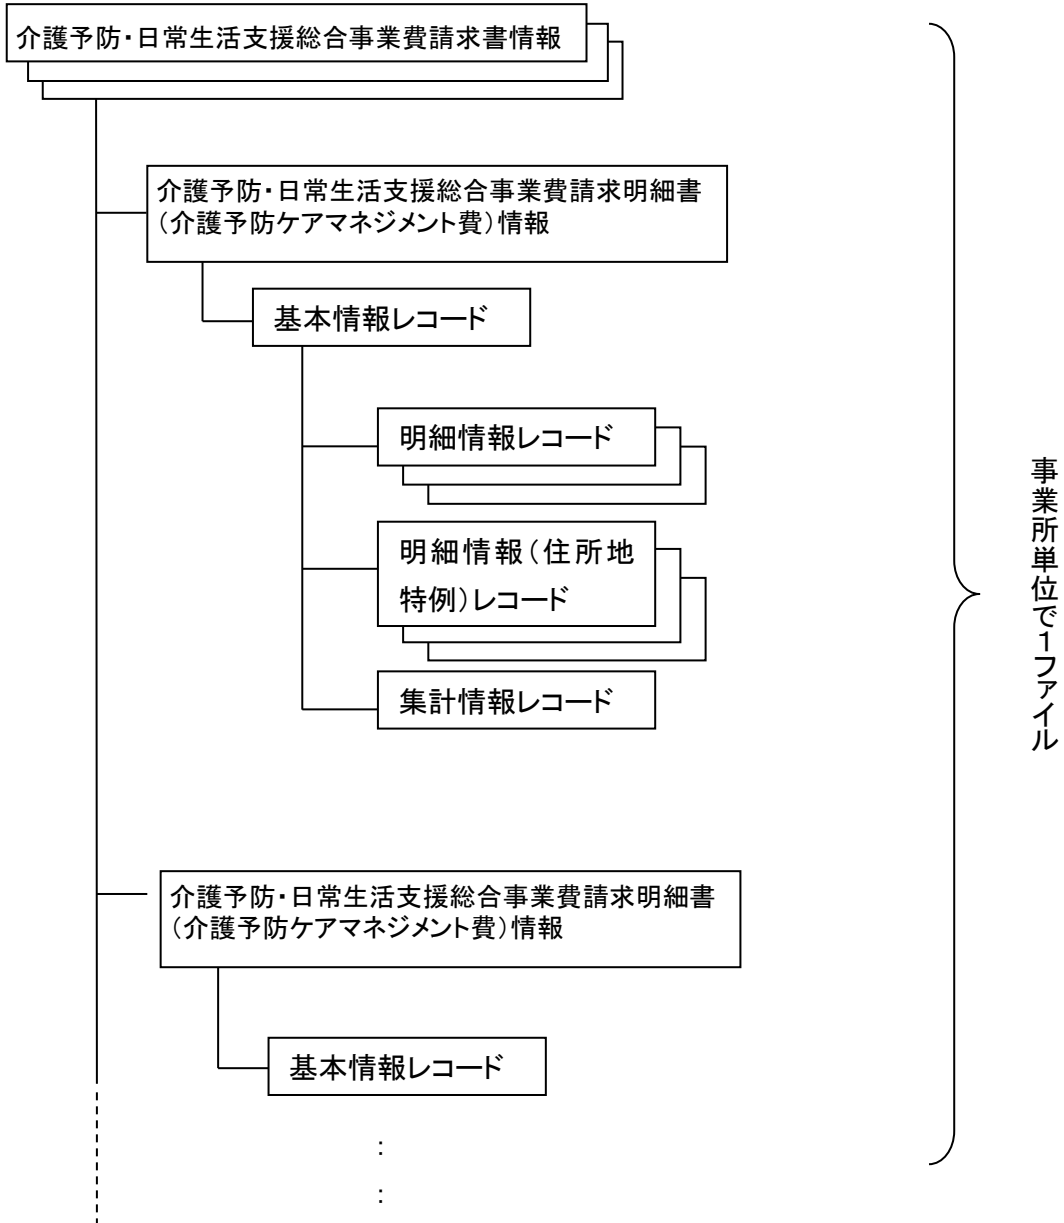 介護予防・日常生活支援総合事業費請求書情報
介護予防・日常生活支援総合事業費請求明細書
（介護予防ケアマネジメント費）情報
基本情報レコード
明細情報レコード
明細情報（住所地
特例）レコード
集計情報レコード
介護予防・日常生活支援総合事業費請求明細書
（介護予防ケアマネジメント費）情報
基本情報レコード
：
：
事業所単位で１ファイル